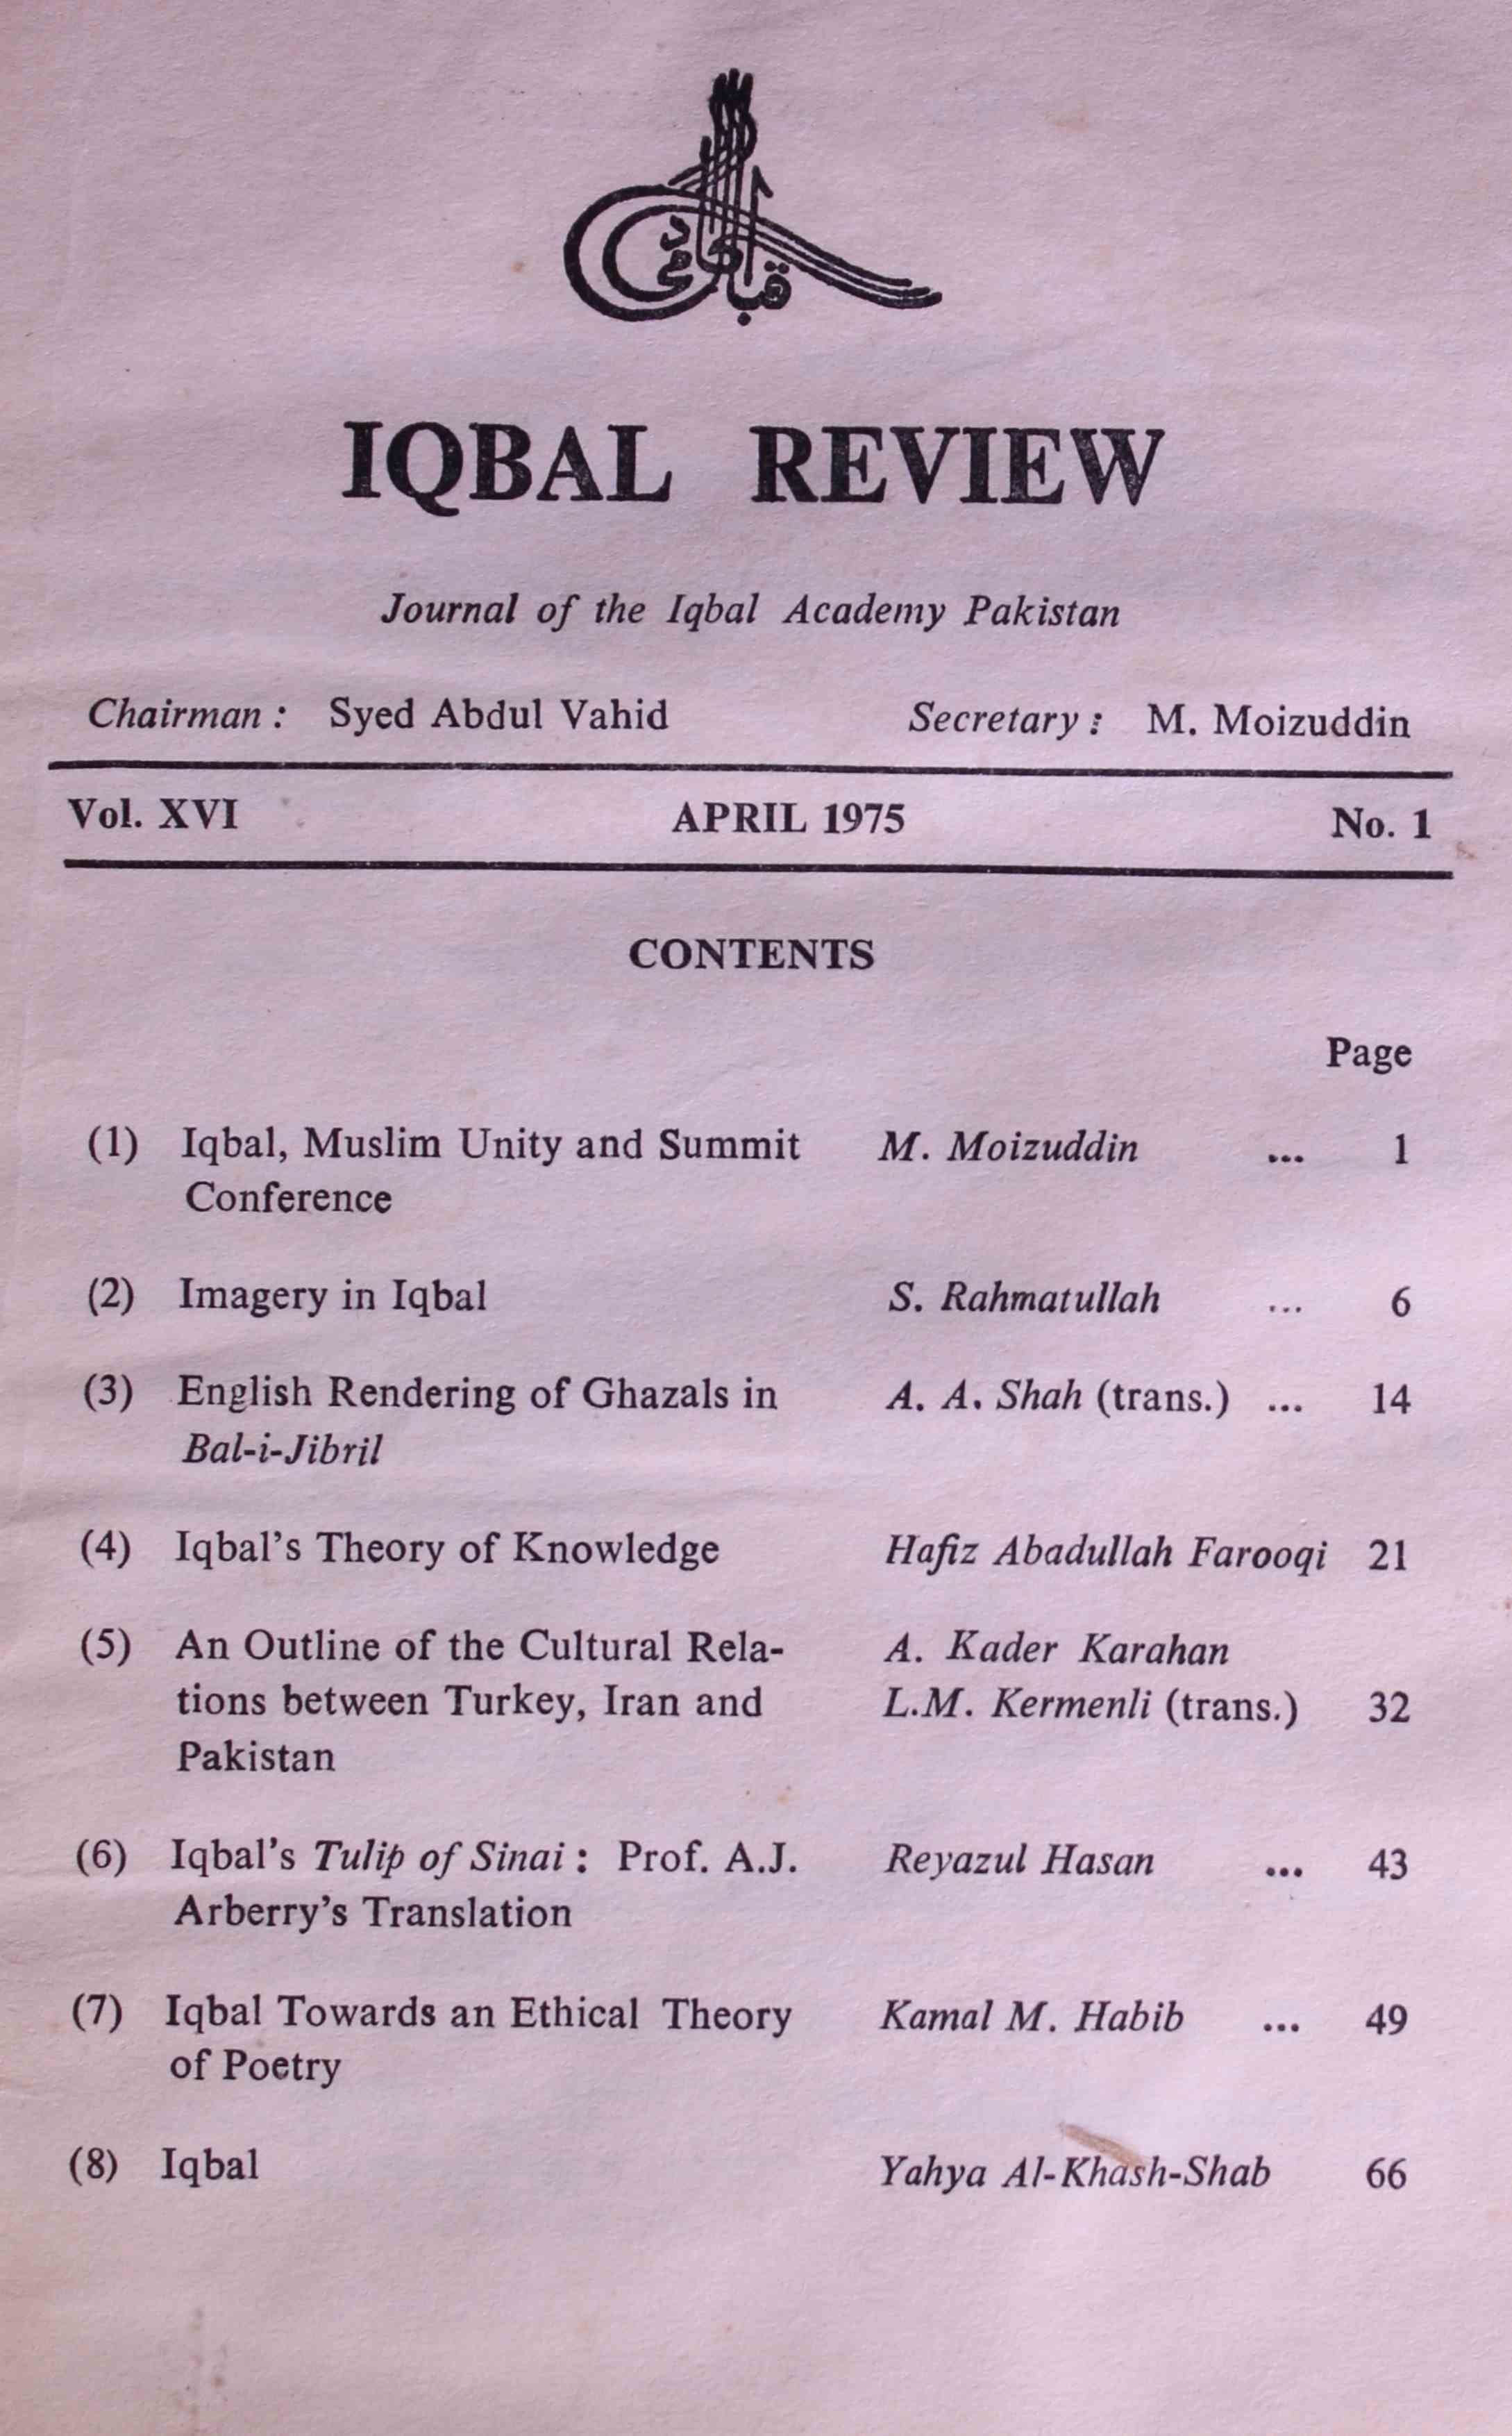 اقبال اکادمی
IQBAL REVIEW
Journal of the Iqbal Academy Pakistan
Chairman : Syed Abdul Vahid Secretary : M. Moizuddin
Vol. XVI APRIL 1975 No. 1
CONTENTS
Page
(1) Iqbal, Muslim Unity and Summit M. Moizuddin ... 1
Conference
(2) Imagery in Iqbal S. Rahmatullah ... 6
(3) English Rendering of Ghazals in A. A. Shah (trans.) ... 14
Bal-i-Jibril
(4) Iqbal's Theory of Knowledge Hafiz Abadullah Farooqi 21
(5) An Outline of the Cultural Rela- A. Kader Karahan
tions between Turkey, Iran and L.M. Kermenli (trans.) 32
Pakistan
(6) Iqbal's Tulip of Sinai : Prof. A.J. Reyazul Hasan ... 43
Arberry's Translation
(7) Iqbal Towards an Ethical Theory Kamal M. Habib ... 49
of Poetry
(8) Iqbal Yahya Al-Khash-Shab 66